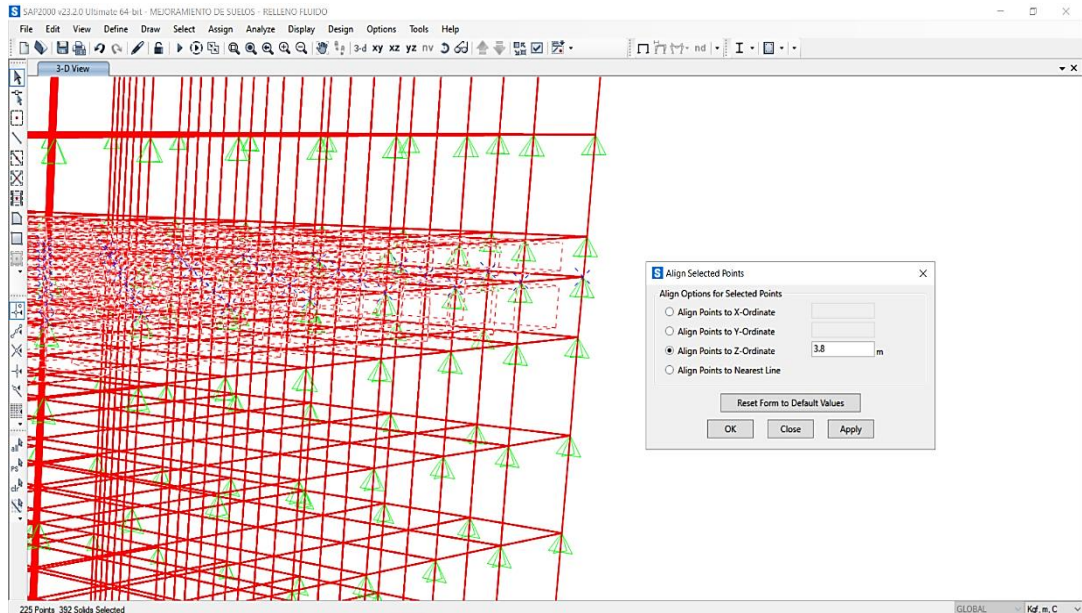 SAP2000 v23.2.0 Ultimate 64-bit - MEJORAMIENTO DE SUELOS - RELLENO FLUIDO
File Edit View Define Draw Select Assign Analyze Display Design Options Tools Help
3-d xy xz yz nv
nd
3-D View
Align Selected Points
Align Options for Selected Points
Align Points to X-Ordinate
Align Points to Y-Ordinate
Align Points to Z-Ordinate 3.8 m
Align Points to Nearest Line
Reset Form to Default Values
OK Close Apply
all
PS
clr
225 Points 392 Solids Selected
GLOBAL Kgf, m, C